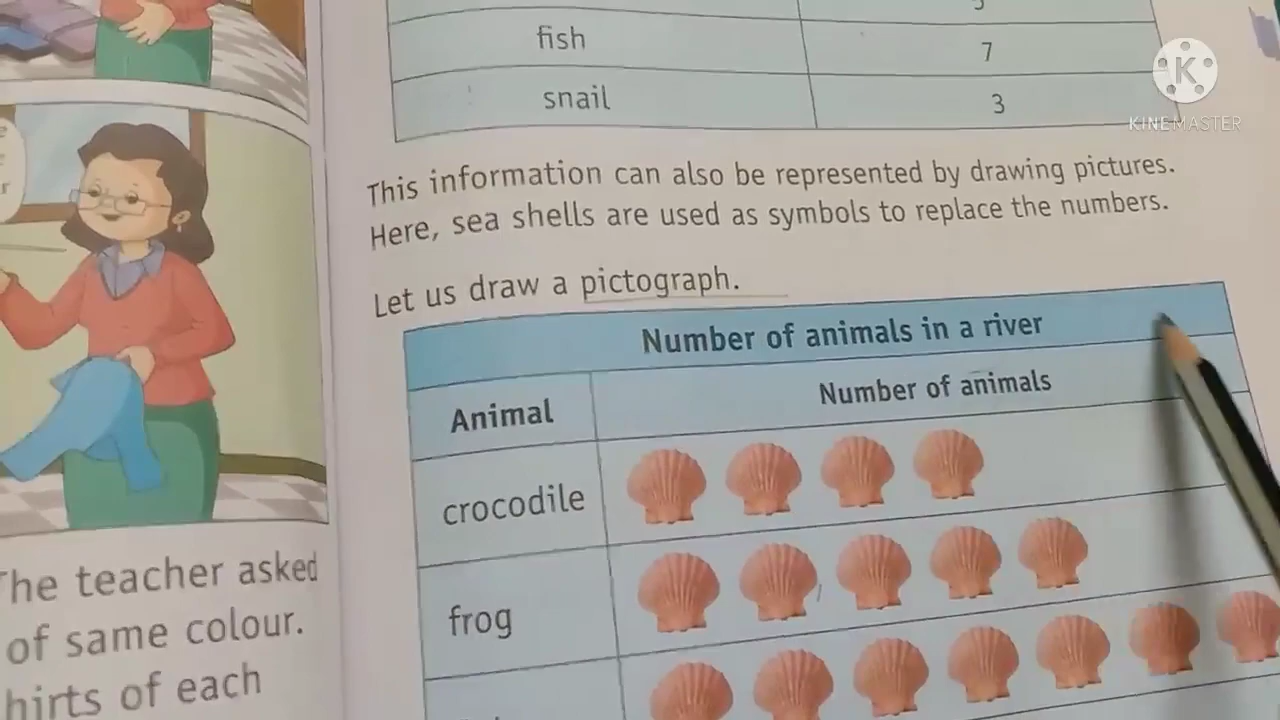 fish 7
snail 3
K
KINEMASTER
This information can also be represented by drawing pictures.
Here, sea shells are used as symbols to replace the numbers.
Let us draw a pictograph.
Number of animals in a river
Animal Number of animals
crocodile
frog
The teacher asked
of same colour.
hirts of each